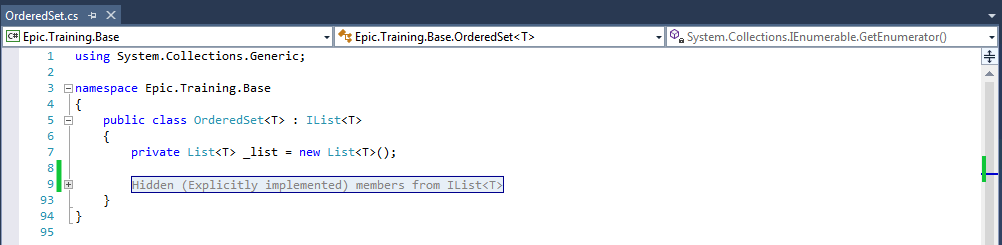 OrderedSet.cs
Epic.Training.Base
Epic.Training.Base.OrderedSet<T>
System.Collections.IEnumerable.GetEnumerator()
1 using System.Collections.Generic;
2
3 namespace Epic.Training.Base
4 {
5 public class OrderedSet<T> : IList<T>
6 {
7 private List<T> _list = new List<T>();
8
9 Hidden (Explicitly implemented) members from IList<T>
93 }
94 }
95